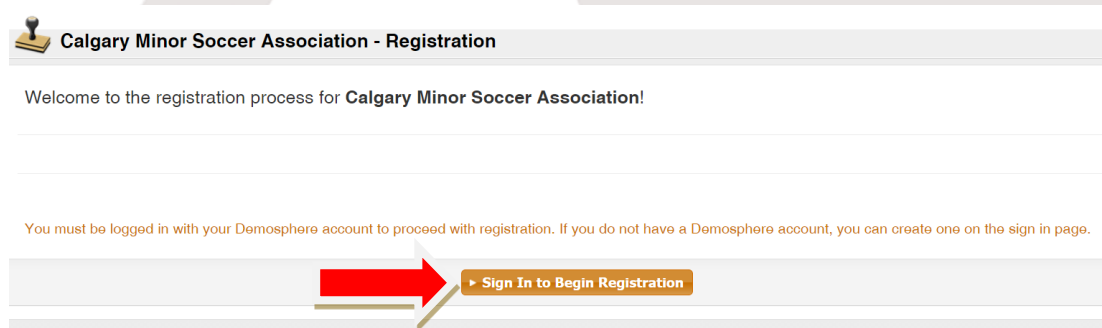 Calgary Minor Soccer Association - Registration
Welcome to the registration process for Calgary Minor Soccer Association!
You must be logged in with your Demosphere account to proceed with registration. If you do not have a Demosphere account, you can create one on the sign in page.
Sign In to Begin Registration